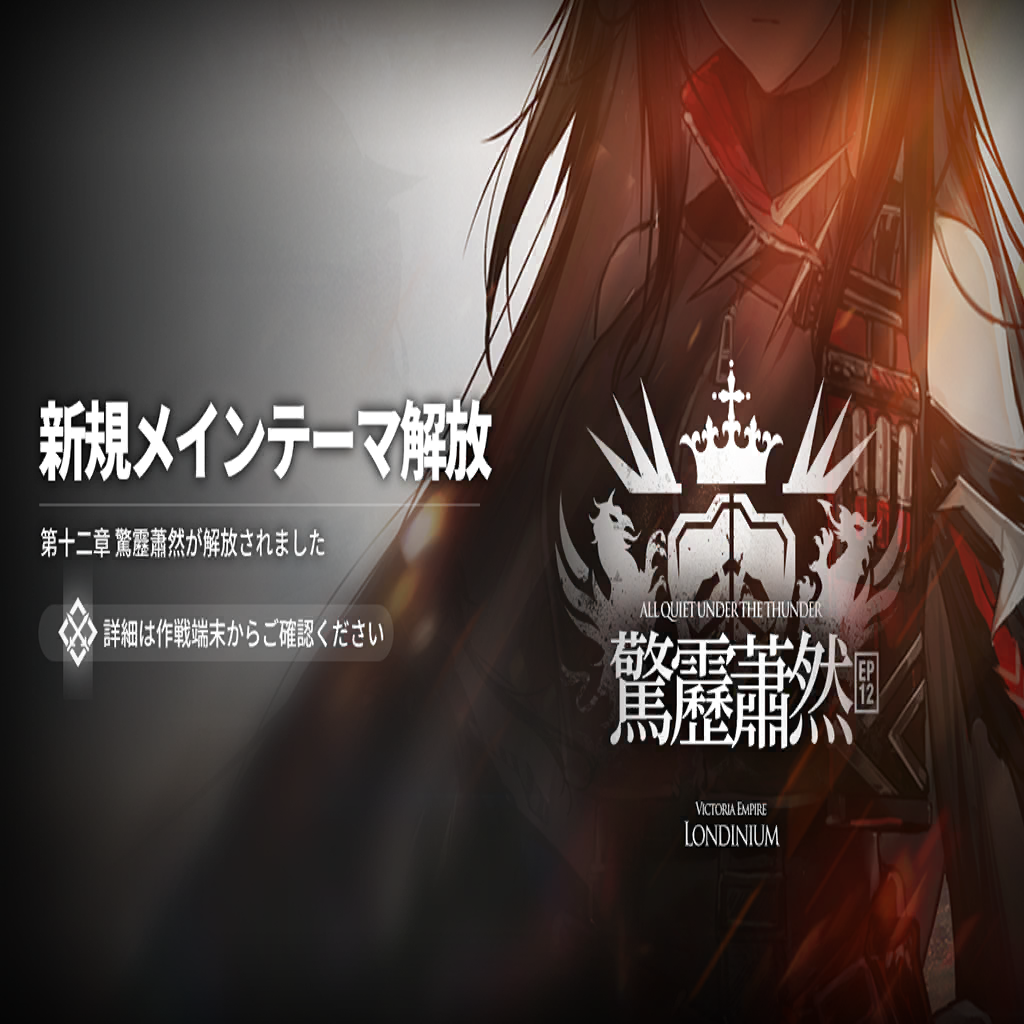 新規メインテーマ解放
第十二章 驚靂蕭然が解放されました
詳細は作戦端末からご確認ください
ALL QUIET UNDER THE THUNDER
驚靂蕭然
EP
12
VICTORIA EMPIRE
LONDINIUM